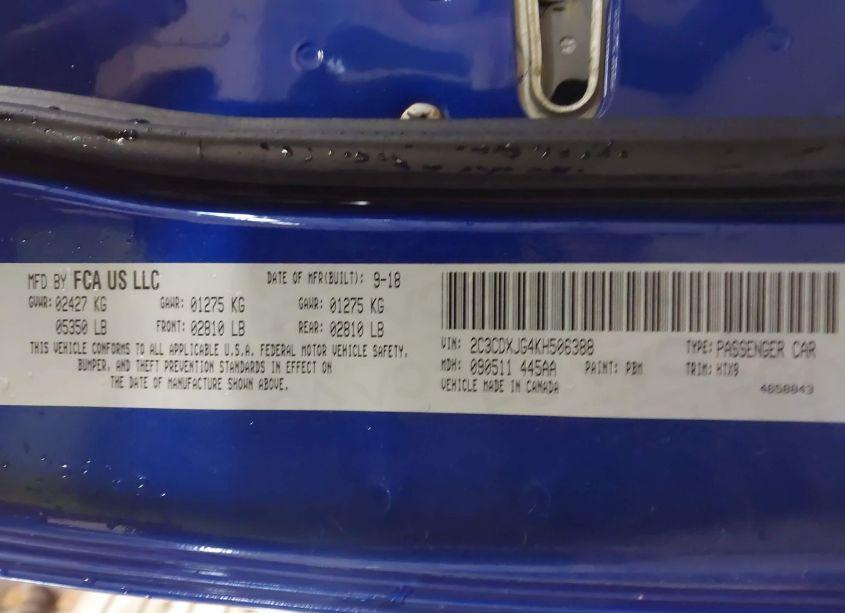 MFD BY FCA US LLC DATE OF MFR(BUILT): 9-18
GVWR: 02427 KG GAWR: 01275 KG GAWR: 01275 KG
05350 LB FRONT: 02810 LB REAR: 02810 LB
THIS VEHICLE CONFORMS TO ALL APPLICABLE U.S.A. FEDERAL MOTOR VEHICLE SAFETY,
BUMPER, AND THEFT PREVENTION STANDARDS IN EFFECT ON
THE DATE OF MANUFACTURE SHOWN ABOVE.
VIN: 2C3CDXJG4KH506388 TYPE: PASSENGER CAR
MDH: 090511 445AA PAINT: PBM TRIM: HTX9
VEHICLE MADE IN CANADA 4658843